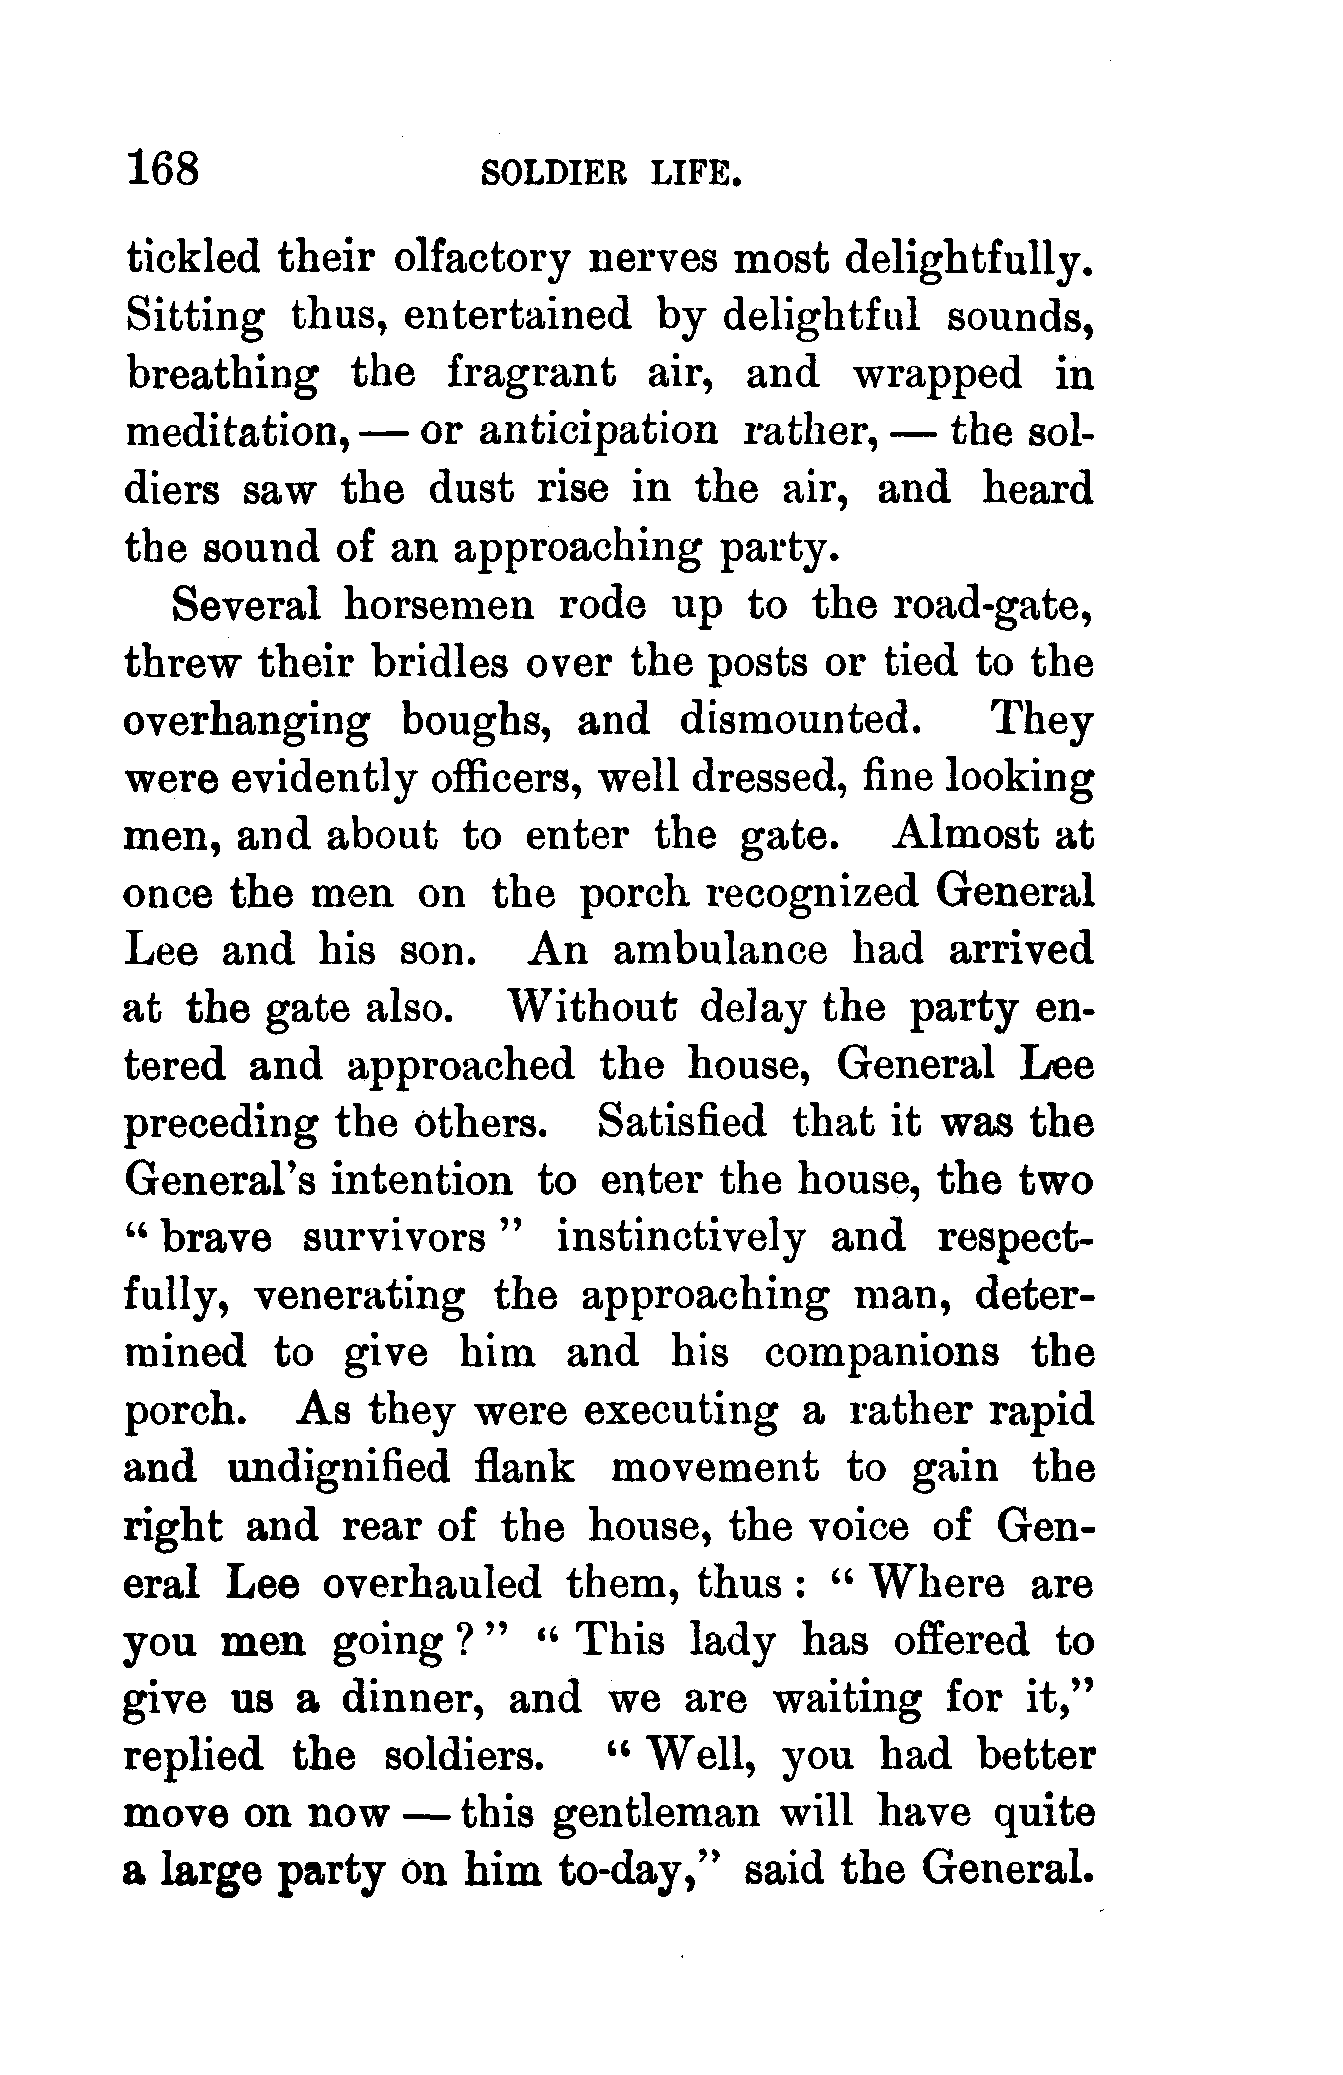 168 SOLDIER LIFE.
tickled their olfactory nerves most delightfully.
Sitting thus, entertained by delightful sounds,
breathing the fragrant air, and wrapped in
meditation, — or anticipation rather, — the sol-
diers saw the dust rise in the air, and heard
the sound of an approaching party.
Several horsemen rode up to the road-gate,
threw their bridles over the posts or tied to the
overhanging boughs, and dismounted. They
were evidently officers, well dressed, fine looking
men, and about to enter the gate. Almost at
once the men on the porch recognized General
Lee and his son. An ambulance had arrived
at the gate also. Without delay the party en-
tered and approached the house, General Lee
preceding the others. Satisfied that it was the
General's intention to enter the house, the two
" brave survivors " instinctively and respect-
fully, venerating the approaching man, deter-
mined to give him and his companions the
porch. As they were executing a rather rapid
and undignified flank movement to gain the
right and rear of the house, the voice of Gen-
eral Lee overhauled them, thus : " Where are
you men going ? " " This lady has offered to
give us a dinner, and we are waiting for it,"
replied the soldiers. " Well, you had better
move on now — this gentleman will have quite
a large party on him to-day," said the General.